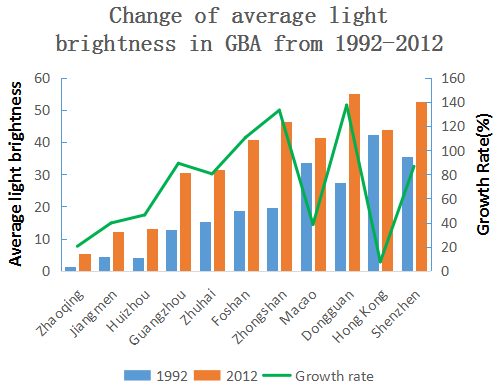 Change of average light
brightness in GBA from 1992-2012
Average light brightness
60
50
40
30
20
10
0
160
140
120
100
80
60
40
20
0
Growth Rate(%)
Zhaoqing
Jiangmen
Huizhou
Guangzhou
Zhuhai
Foshan
Zhongshan
Macao
Dongguan
Hong Kong
Shenzhen
1992 2012 Growth rate